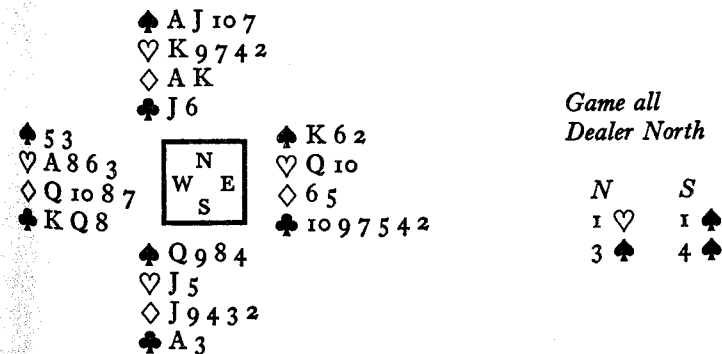 ♠ A J 10 7
♡ K 9 7 4 2
♢ A K
♣ J 6
Game all
Dealer North
♠ 5 3
♡ A 8 6 3
♢ Q 10 8 7
♣ K Q 8
N
W E
S
♠ K 6 2
♡ Q 10
♢ 6 5
♣ 10 9 7 5 4 2
N S
1 ♡ 1 ♠
3 ♠ 4 ♠
♠ Q 9 8 4
♡ J 5
♢ J 9 4 3 2
♣ A 3